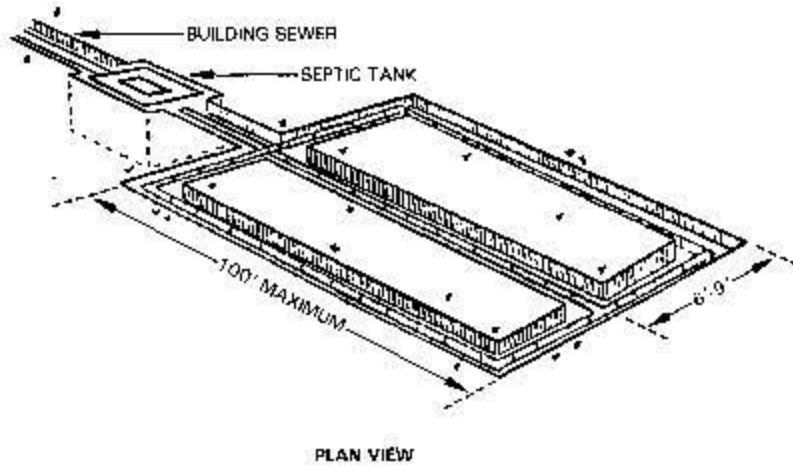 BUILDING SEWER
SEPTIC TANK
100' MAXIMUM
6'-9'
PLAN VIEW